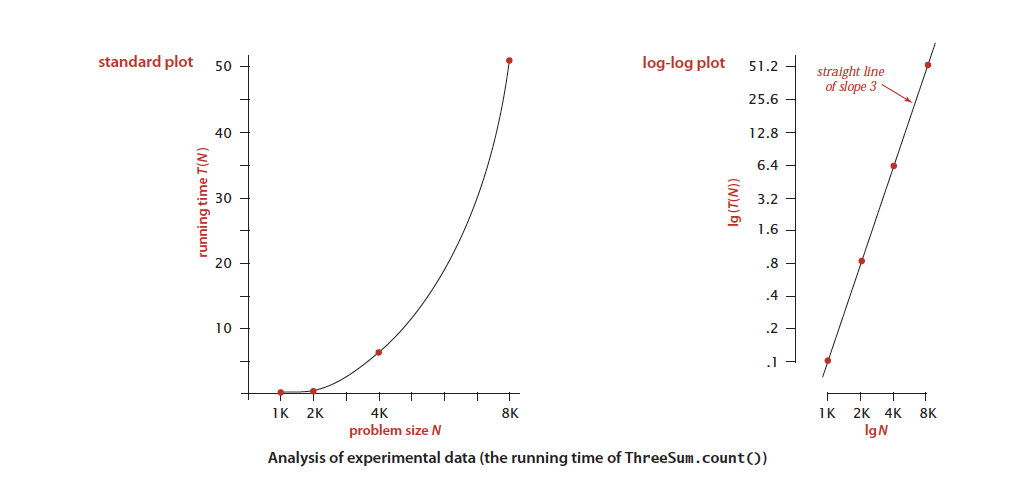 standard plot
50
40
30
20
10
running time T(N)
1K 2K 4K 8K
problem size N
log-log plot
51.2
25.6
12.8
6.4
3.2
1.6
.8
.4
.2
.1
lg(T(N))
straight line
of slope 3
1K 2K 4K 8K
lg N
Analysis of experimental data (the running time of ThreeSum.count())